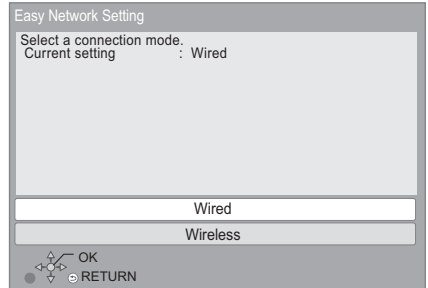 Easy Network Setting
Select a connection mode.
Current setting : Wired
Wired
Wireless
OK
RETURN